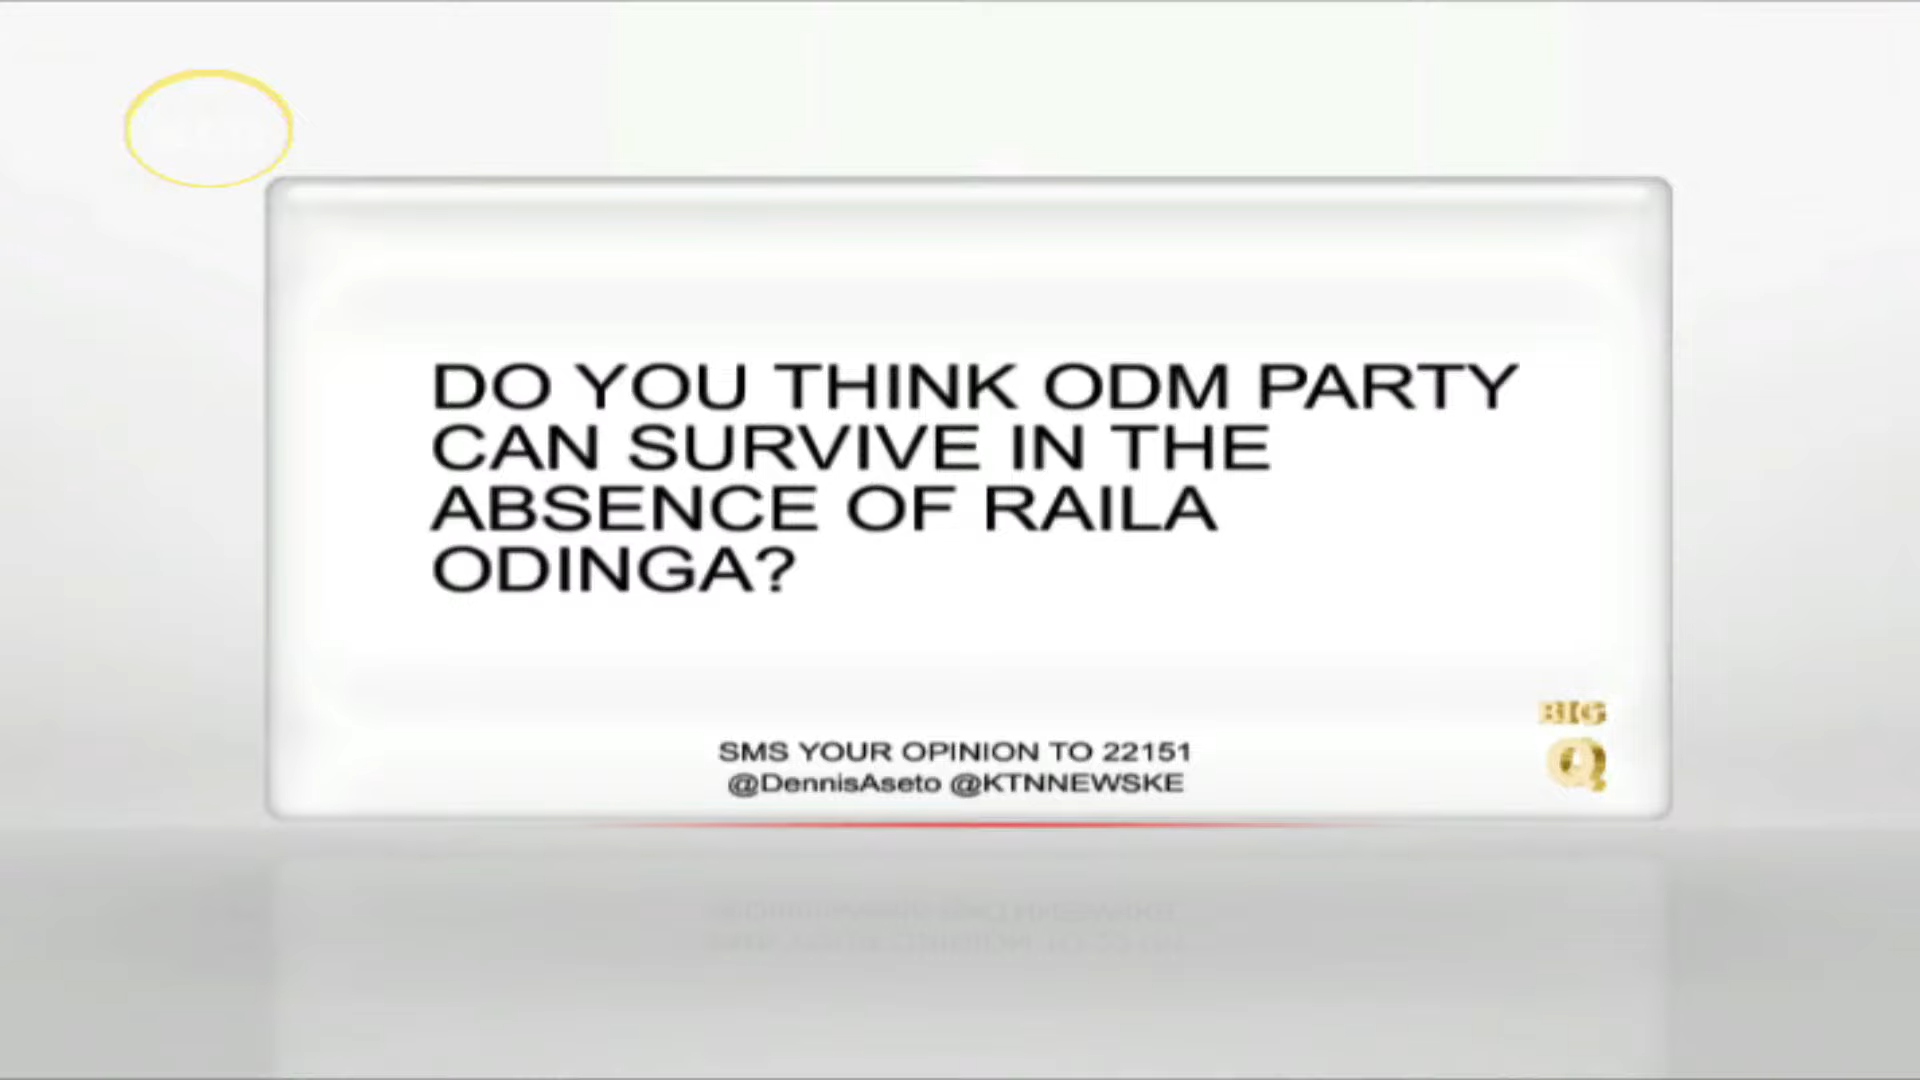 DO YOU THINK ODM PARTY
CAN SURVIVE IN THE
ABSENCE OF RAILA
ODINGA?
BIG
Q
SMS YOUR OPINION TO 22151
@DennisAseto @KTNNEWSKE